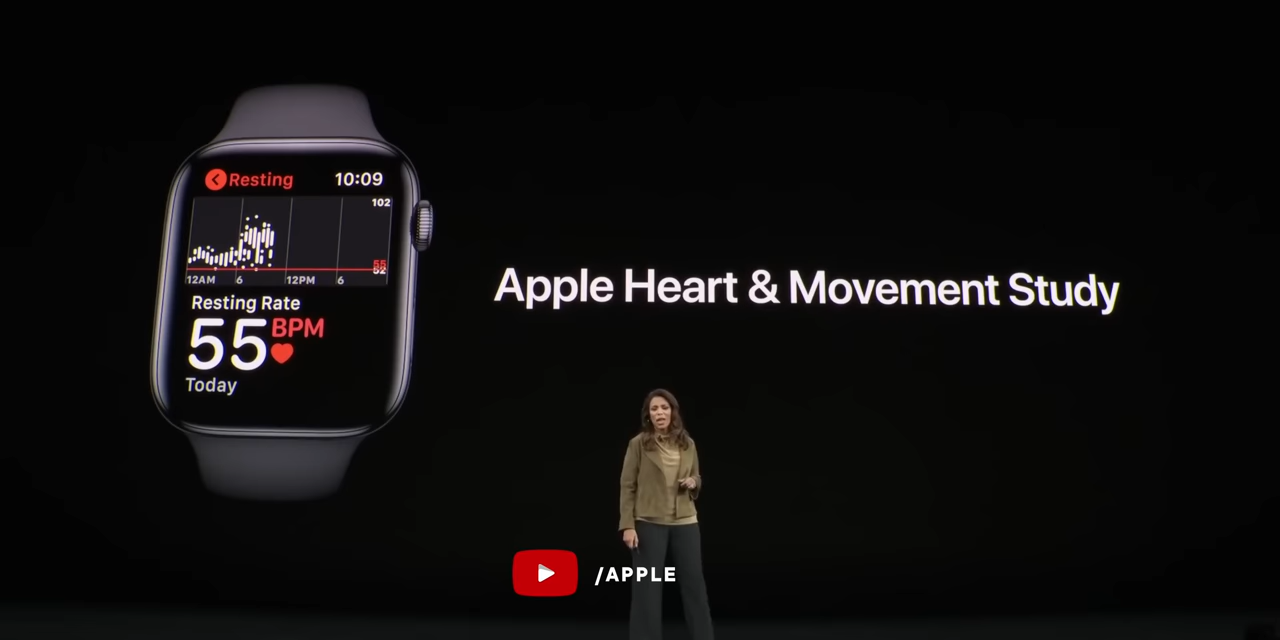 Resting 10:09
102
55
52
12AM 6 12PM 6
Resting Rate
55 BPM
Today
Apple Heart & Movement Study
/APPLE